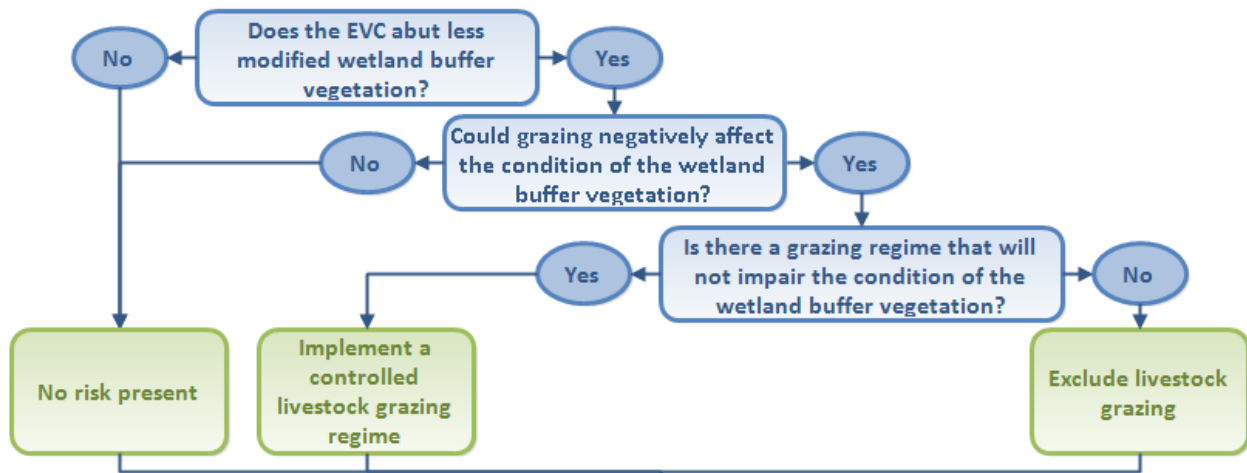 Does the EVC abut less
modified wetland buffer
vegetation?
No
Yes
Could grazing negatively affect
the condition of the wetland
buffer vegetation?
No
Yes
Is there a grazing regime that will
not impair the condition of the
wetland buffer vegetation?
Yes
No
No risk present
Implement a
controlled
livestock grazing
regime
Exclude livestock
grazing